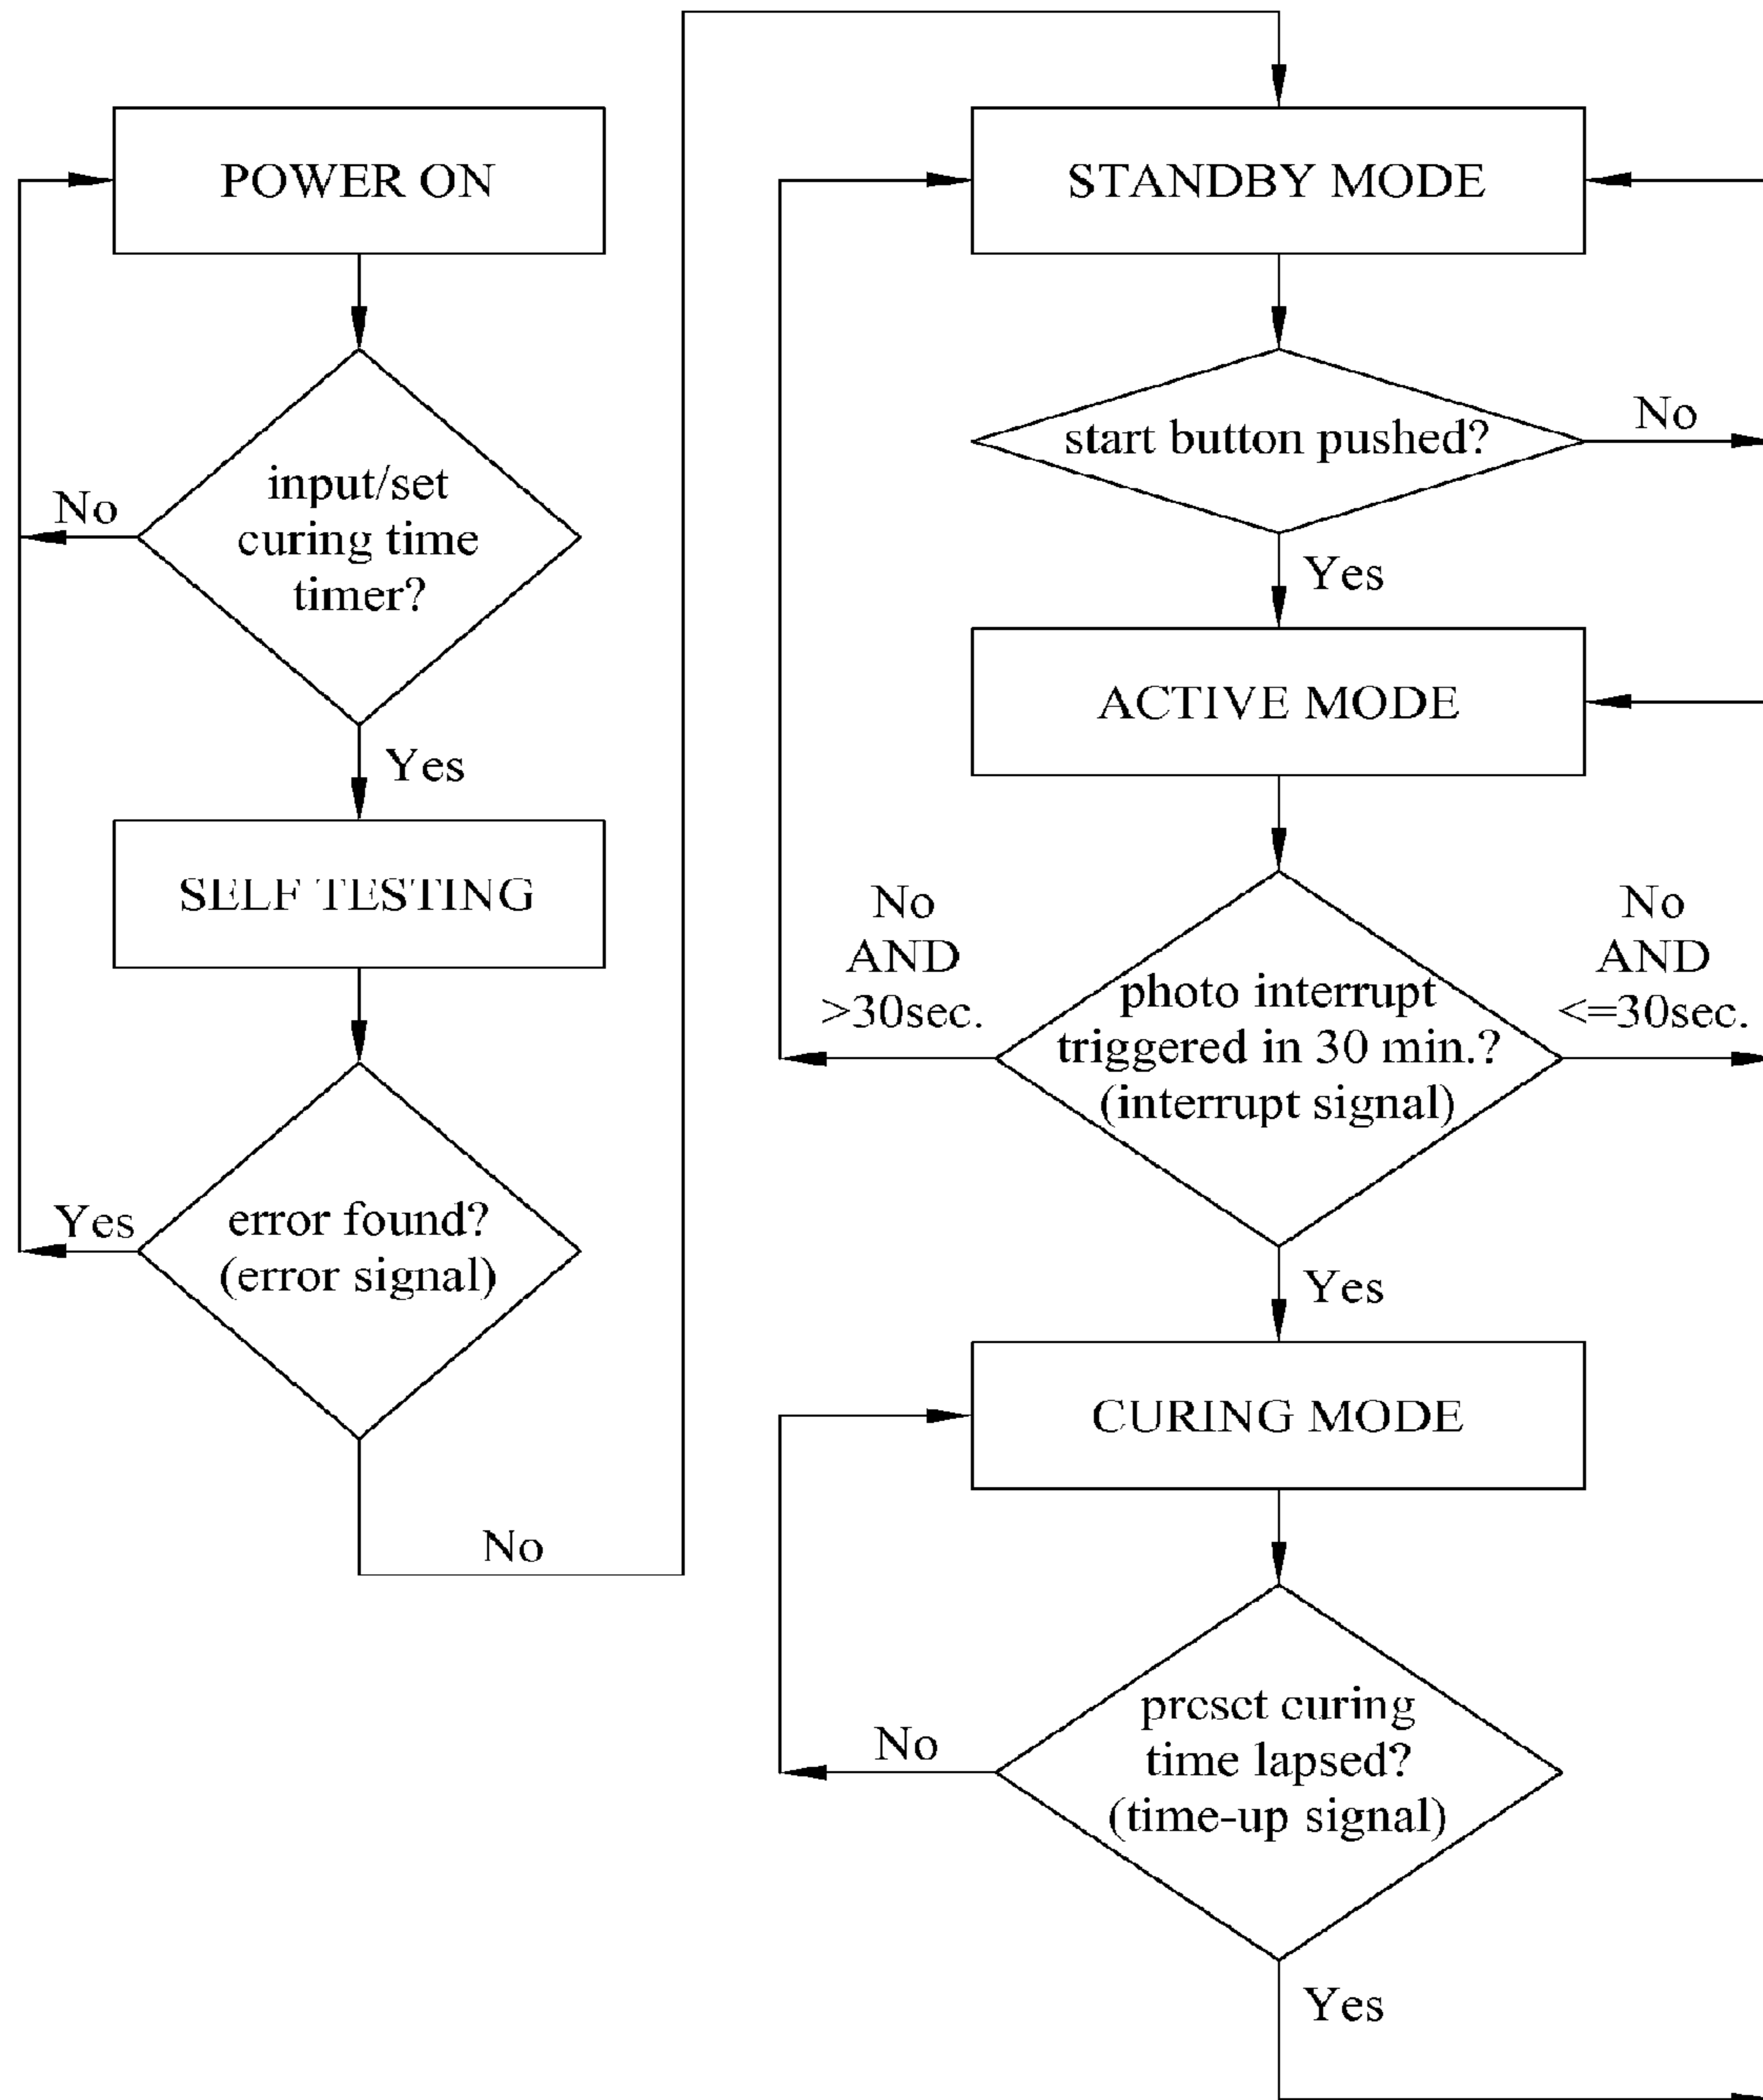 POWER ON
input/set
curing time
timer?
No
Yes
SELF TESTING
error found?
(error signal)
Yes
No
STANDBY MODE
start button pushed?
No
Yes
ACTIVE MODE
No
AND
>30sec.
photo interrupt
triggered in 30 min.?
(interrupt signal)
No
AND
<=30sec.
Yes
CURING MODE
preset curing
time lapsed?
(time-up signal)
No
Yes